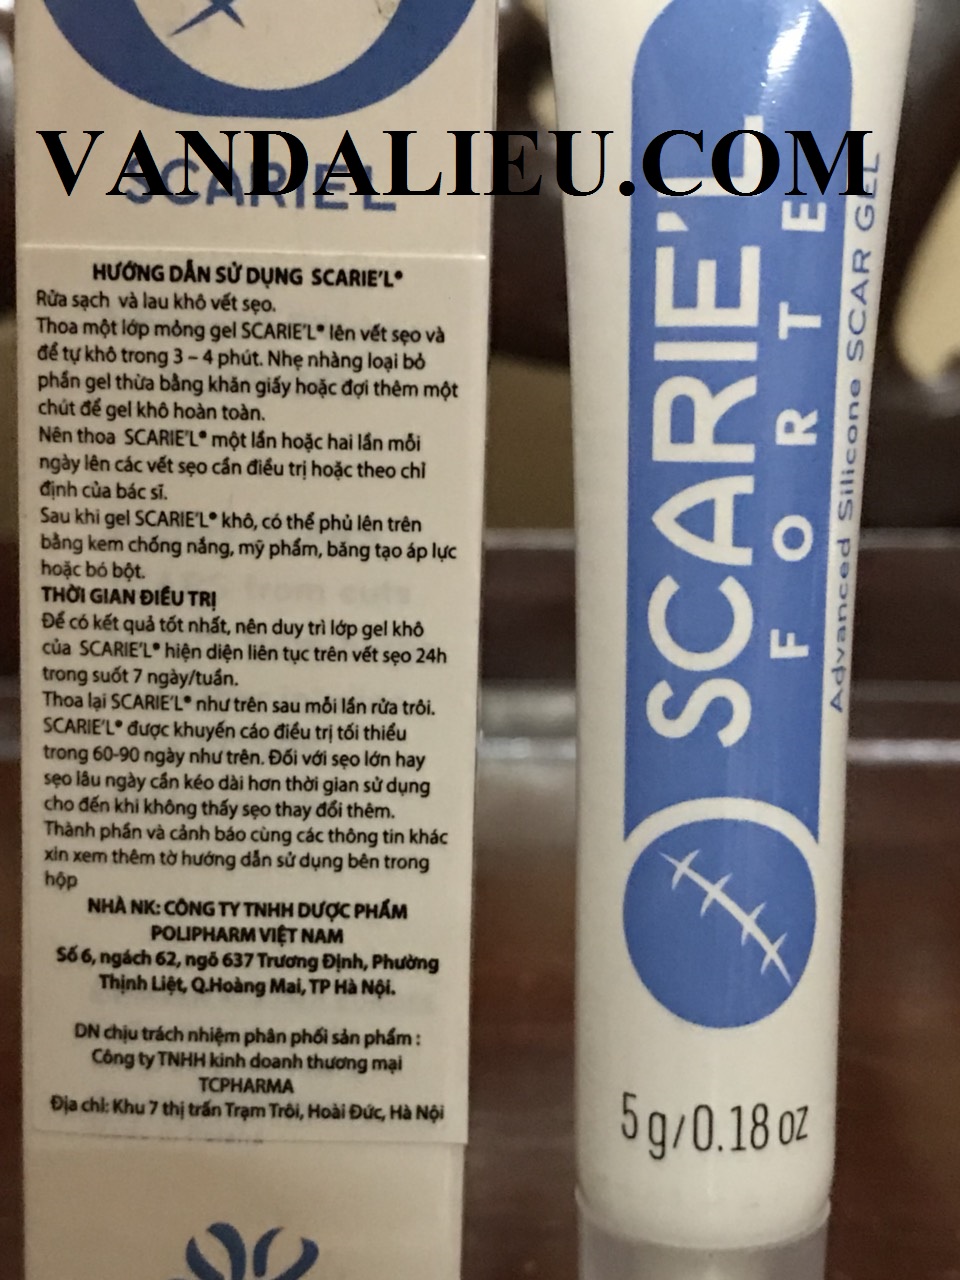 VANDALIEU.COM
SCARIE'L
HƯỚNG DẪN SỬ DỤNG SCARIE'L®
Rửa sạch và lau khô vết sẹo.
Thoa một lớp mỏng gel SCARIE'L® lên vết sẹo và
để tự khô trong 3 – 4 phút. Nhẹ nhàng loại bỏ
phần gel thừa bằng khăn giấy hoặc đợi thêm một
chút để gel khô hoàn toàn.
Nên thoa SCARIE'L® một lần hoặc hai lần mỗi
ngày lên các vết sẹo cần điều trị hoặc theo chỉ
định của bác sĩ.
Sau khi gel SCARIE'L® khô, có thể phủ lên trên
bằng kem chống nắng, mỹ phẩm, băng tạo áp lực
hoặc bó bột.
THỜI GIAN ĐIỀU TRỊ
Để có kết quả tốt nhất, nên duy trì lớp gel khô
của SCARIE'L® hiện diện liên tục trên vết sẹo 24h
trong suốt 7 ngày/tuần.
Thoa lại SCARIE'L® như trên sau mỗi lần rửa trôi.
SCARIE'L® được khuyến cáo điều trị tối thiểu
trong 60-90 ngày như trên. Đối với sẹo lớn hay
sẹo lâu ngày cần kéo dài hơn thời gian sử dụng
cho đến khi không thấy sẹo thay đổi thêm.
Thành phần và cảnh báo cùng các thông tin khác
xin xem thêm tờ hướng dẫn sử dụng bên trong
hộp
NHÀ NK: CÔNG TY TNHH DƯỢC PHẨM
POLIPHARM VIỆT NAM
Số 6, ngách 62, ngõ 637 Trương Định, Phường
Thịnh Liệt, Q.Hoàng Mai, TP Hà Nội.
DN chịu trách nhiệm phân phối sản phẩm :
Công ty TNHH kinh doanh thương mại
TCPHARMA
Địa chỉ: Khu 7 thị trấn Trạm Trôi, Hoài Đức, Hà Nội
SCARIE'L
FORTE
Advanced Silicone SCAR GEL
5 g/0.18 oz